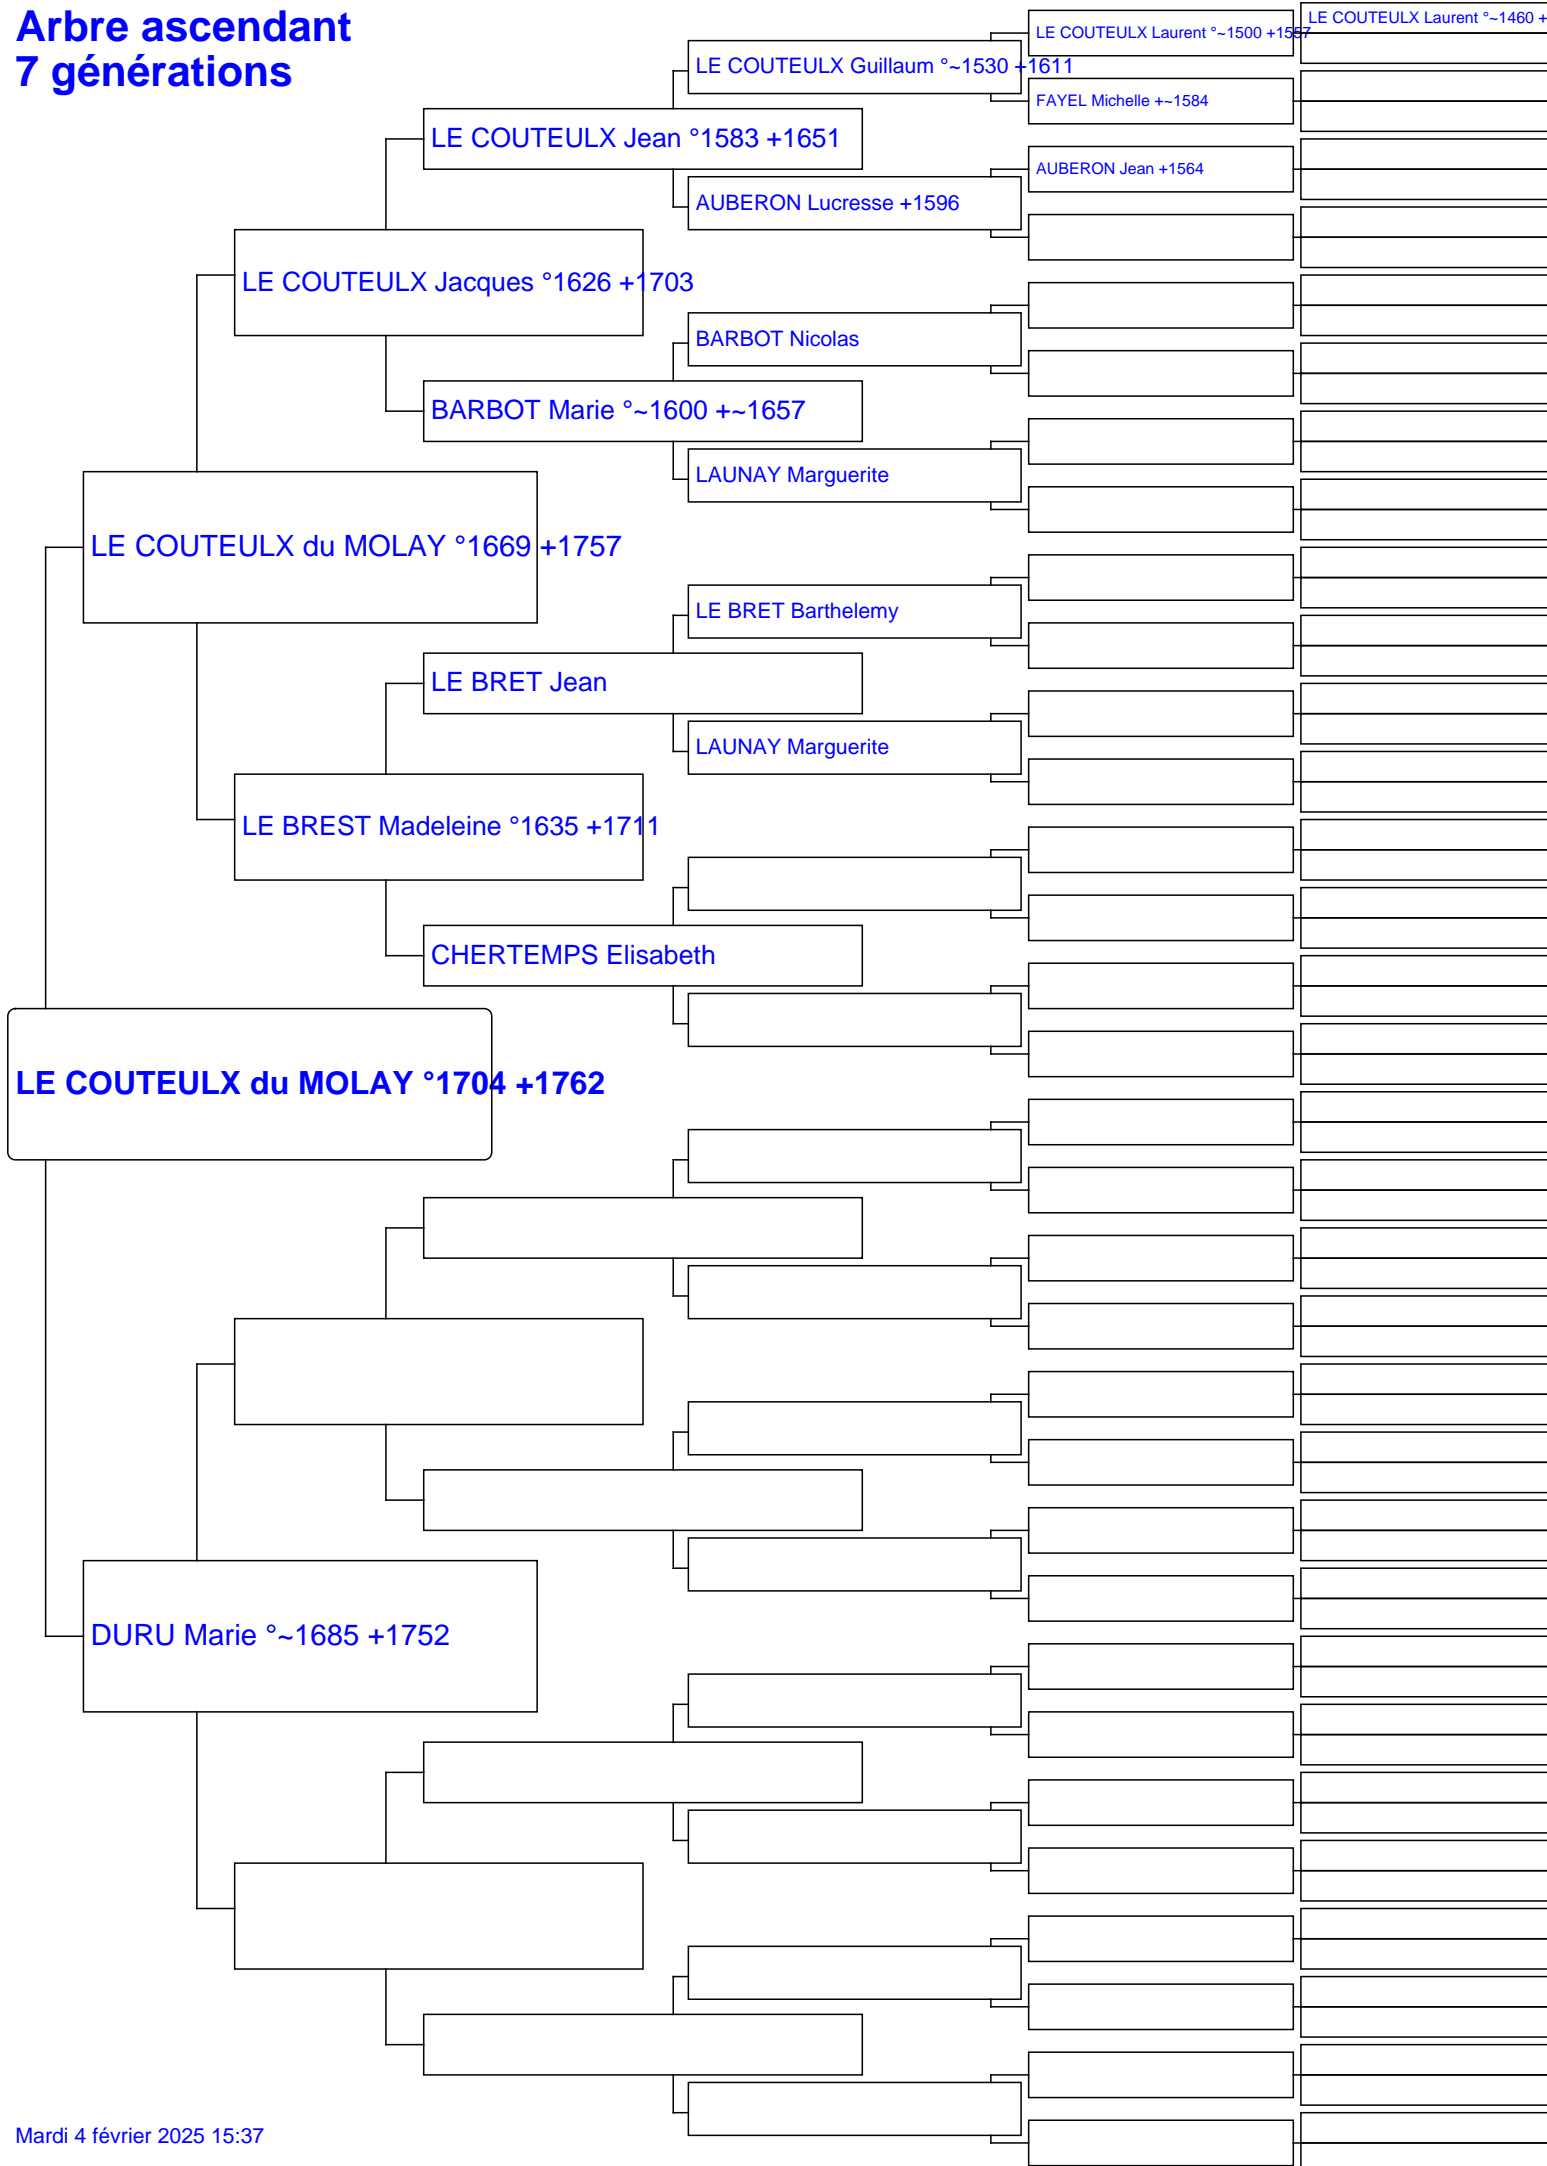 Arbre ascendant
7 générations
LE COUTEULX Laurent °~1460 +
LE COUTEULX Laurent °~1500 +1557
LE COUTEULX Guillaum °~1530 +1611
FAYEL Michelle +~1584
LE COUTEULX Jean °1583 +1651
AUBERON Jean +1564
AUBERON Lucresse +1596
LE COUTEULX Jacques °1626 +1703
BARBOT Nicolas
BARBOT Marie °~1600 +~1657
LAUNAY Marguerite
LE COUTEULX du MOLAY °1669 +1757
LE BRET Barthelemy
LE BRET Jean
LAUNAY Marguerite
LE BREST Madeleine °1635 +1711
CHERTEMPS Elisabeth
LE COUTEULX du MOLAY °1704 +1762
DURU Marie °~1685 +1752
Mardi 4 février 2025 15:37